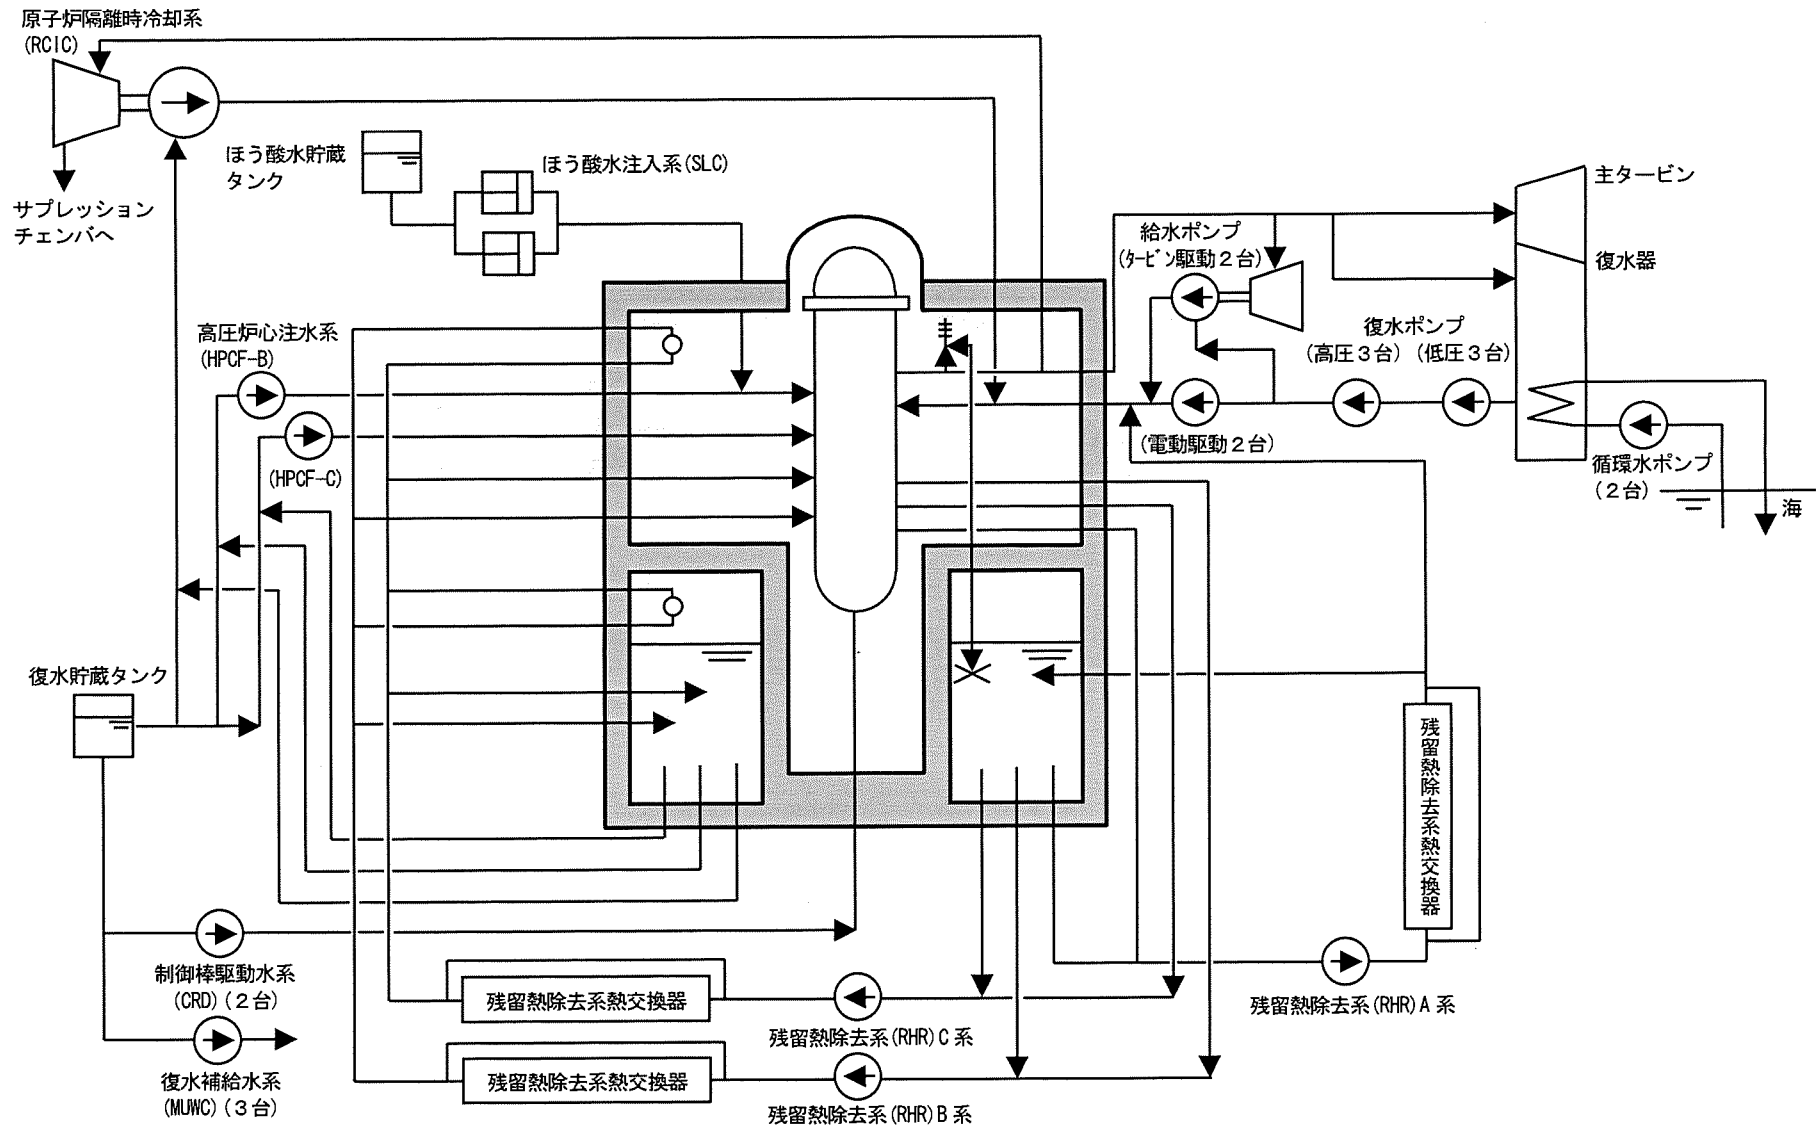 原子炉隔離時冷却系
(RCIC)
サプレッション
チェンバへ
ほう酸水貯蔵
タンク
ほう酸水注入系(SLC)
主タービン
給水ポンプ
(ﾀｰﾋﾞﾝ駆動2台)
復水器
高圧炉心注水系
(HPCF-B)
復水ポンプ
(高圧3台)(低圧3台)
(電動駆動2台)
(HPCF-C)
循環水ポンプ
(2台)
海
復水貯蔵タンク
残留熱除去系熱交換器
制御棒駆動水系
(CRD)(2台)
残留熱除去系熱交換器
残留熱除去系(RHR)A系
残留熱除去系(RHR)C系
復水補給水系
(MUWC)(3台)
残留熱除去系熱交換器
残留熱除去系(RHR)B系